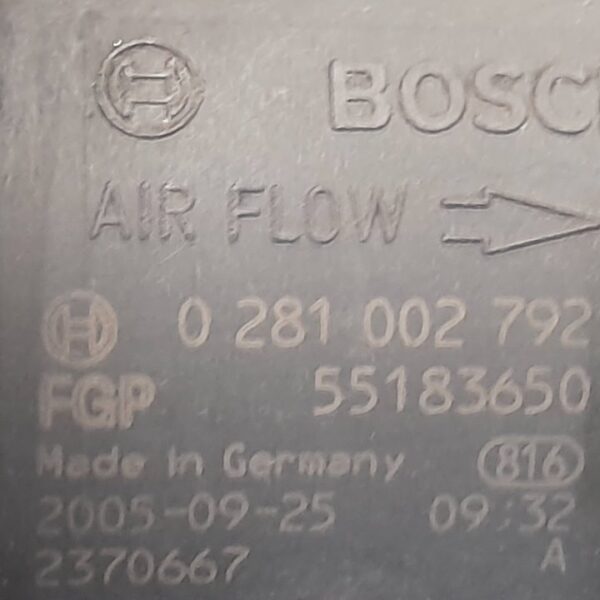 BOSC
AIR FLOW
0 281 002 792
FGP 55183650
Made in Germany 816
2005-09-25 09:32
2370667 A